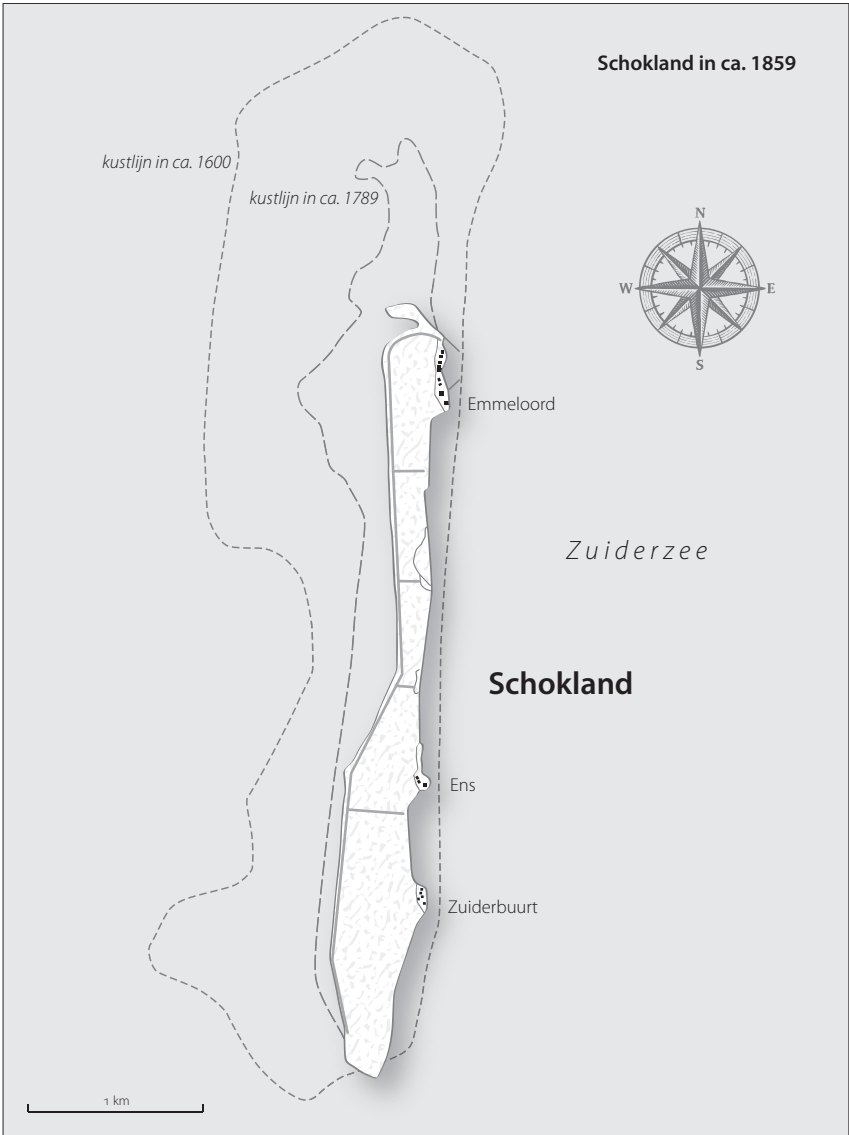 Schokland in ca. 1859
kustlijn in ca. 1600
kustlijn in ca. 1789
N
W
E
S
Emmeloord
Zuiderzee
Schokland
Ens
Zuiderbuurt
1 km